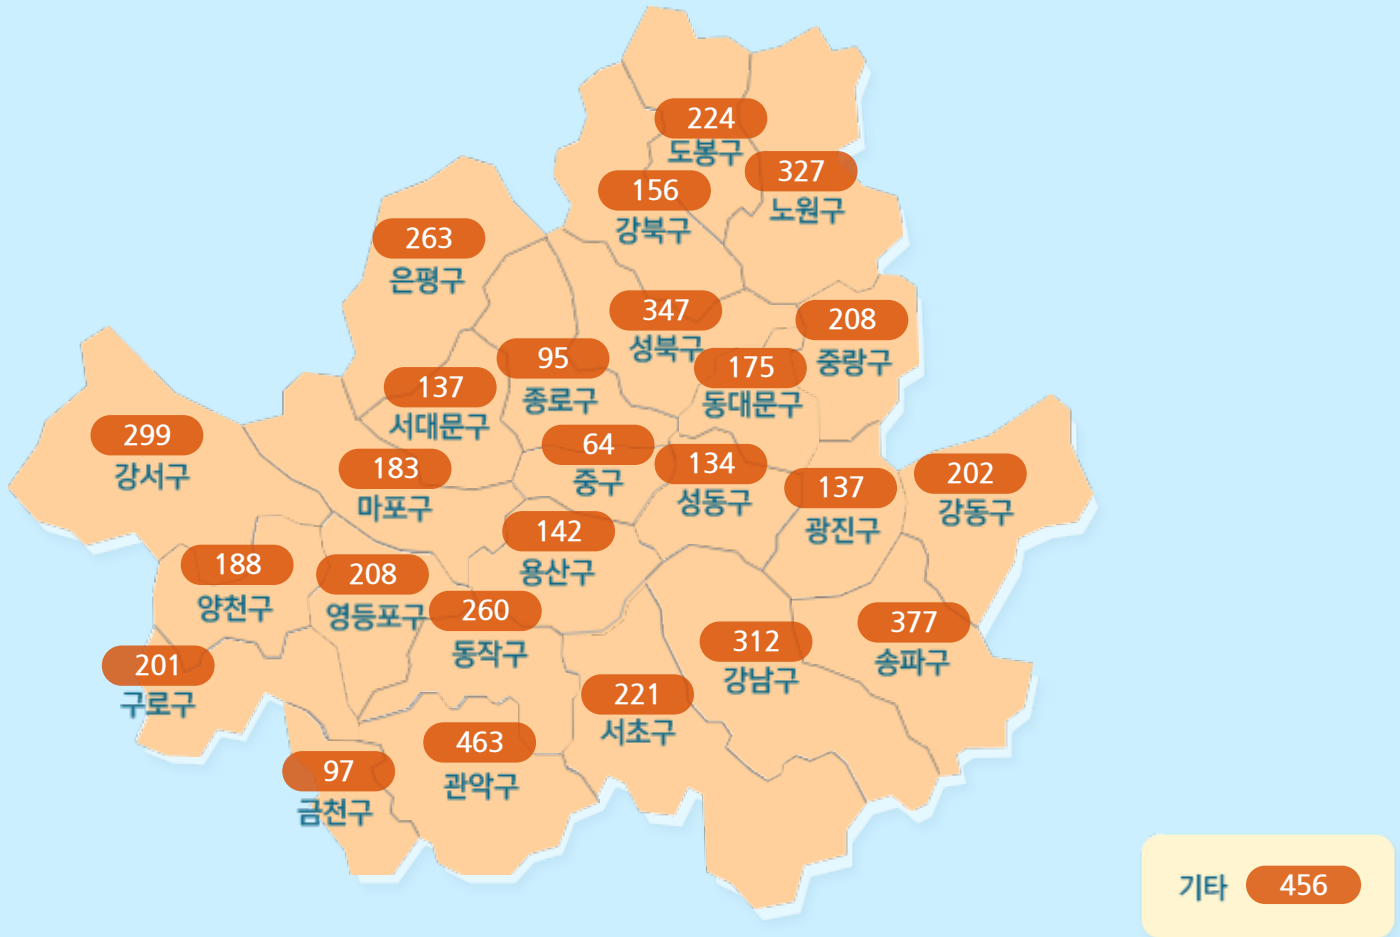 224
도봉구
327
노원구
156
강북구
263
은평구
347
성북구
208
중랑구
95
종로구
175
동대문구
137
서대문구
299
강서구
183
마포구
64
중구
134
성동구
137
광진구
202
강동구
142
용산구
188
양천구
208
영등포구
260
동작구
377
송파구
312
강남구
201
구로구
221
서초구
463
관악구
97
금천구
기타 456